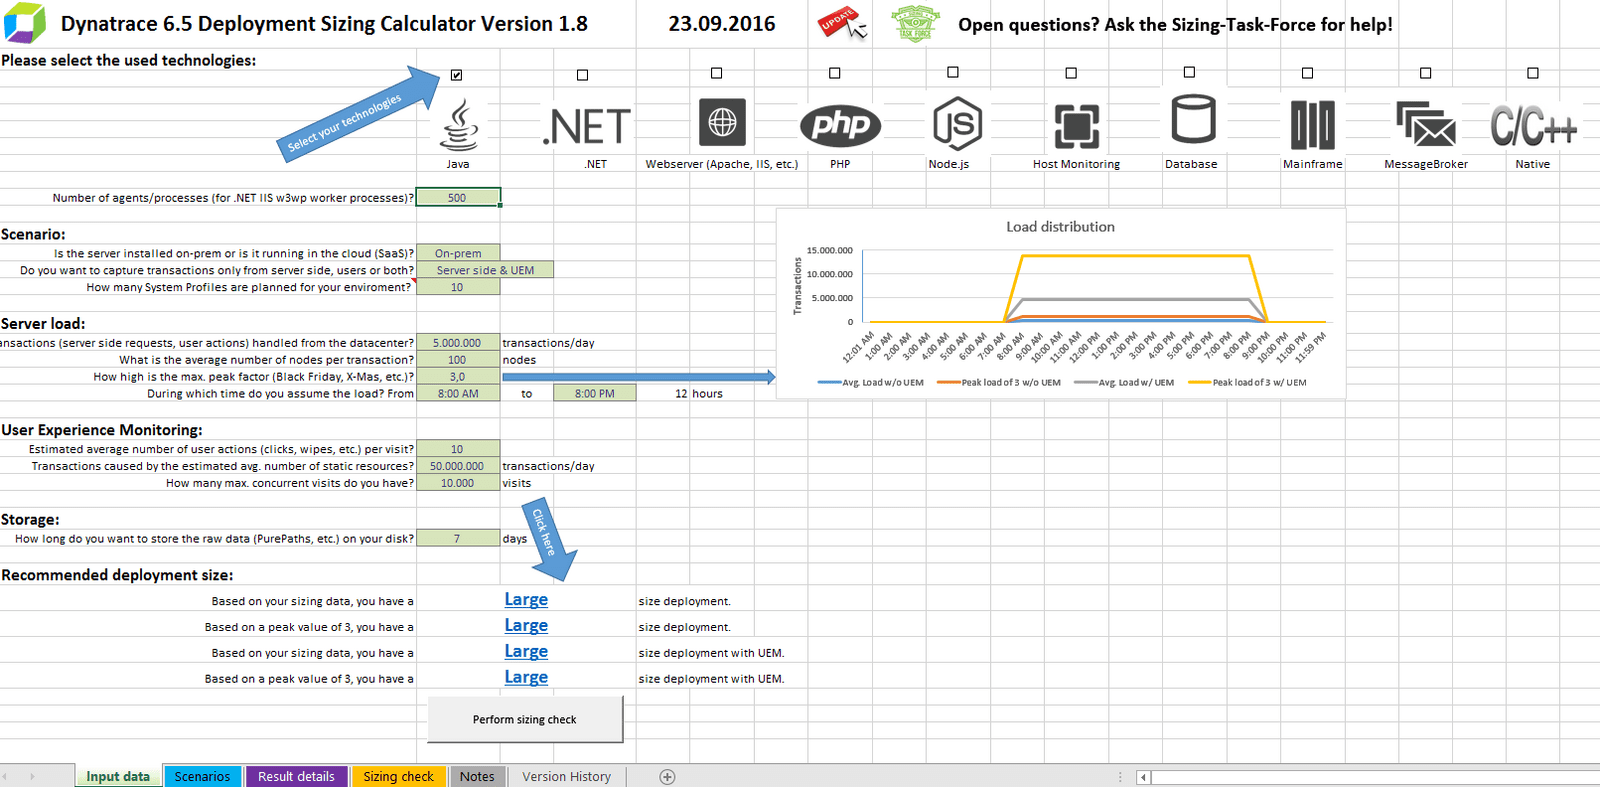 Dynatrace 6.5 Deployment Sizing Calculator Version 1.8 23.09.2016 UPDATE TASK FORCE Open questions? Ask the Sizing-Task-Force for help!
Please select the used technologies:
Select your technologies
.NET php JS C/C++
Java .NET Webserver (Apache, IIS, etc.) PHP Node.js Host Monitoring Database Mainframe MessageBroker Native
Number of agents/processes (for .NET IIS w3wp worker processes)? 500
Scenario:
Is the server installed on-prem or is it running in the cloud (SaaS)? On-prem
Do you want to capture transactions only from server side, users or both? Server side & UEM
How many System Profiles are planned for your enviroment? 10
Server load:
ansactions (server side requests, user actions) handled from the datacenter? 5.000.000 transactions/day
What is the average number of nodes per transaction? 100 nodes
How high is the max. peak factor (Black Friday, X-Mas, etc.)? 3,0
During which time do you assume the load? From 8:00 AM to 8:00 PM 12 hours
Load distribution
Transactions
15.000.000
10.000.000
5.000.000
0
12:01 AM 1:00 AM 2:00 AM 3:00 AM 4:00 AM 5:00 AM 6:00 AM 7:00 AM 8:00 AM 9:00 AM 10:00 AM 11:00 AM 12:00 PM 1:00 PM 2:00 PM 3:00 PM 4:00 PM 5:00 PM 6:00 PM 7:00 PM 8:00 PM 9:00 PM 10:00 PM 11:00 PM 11:59 PM
Avg. Load w/o UEM Peak load of 3 w/o UEM Avg. Load w/ UEM Peak load of 3 w/ UEM
User Experience Monitoring:
Estimated average number of user actions (clicks, wipes, etc.) per visit? 10
Transactions caused by the estimated avg. number of static resources? 50.000.000 transactions/day
How many max. concurrent visits do you have? 10.000 visits
Storage:
How long do you want to store the raw data (PurePaths, etc.) on your disk? 7 days
Click here
Recommended deployment size:
Based on your sizing data, you have a Large size deployment.
Based on a peak value of 3, you have a Large size deployment.
Based on your sizing data, you have a Large size deployment with UEM.
Based on a peak value of 3, you have a Large size deployment with UEM.
Perform sizing check
Input data Scenarios Result details Sizing check Notes Version History